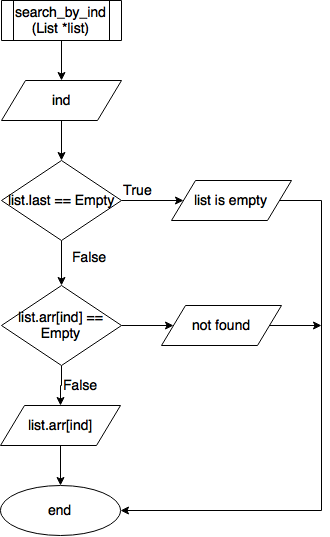 search_by_ind
(List *list)
ind
list.last == Empty
True
list is empty
False
list.arr[ind] ==
Empty
not found
False
list.arr[ind]
end